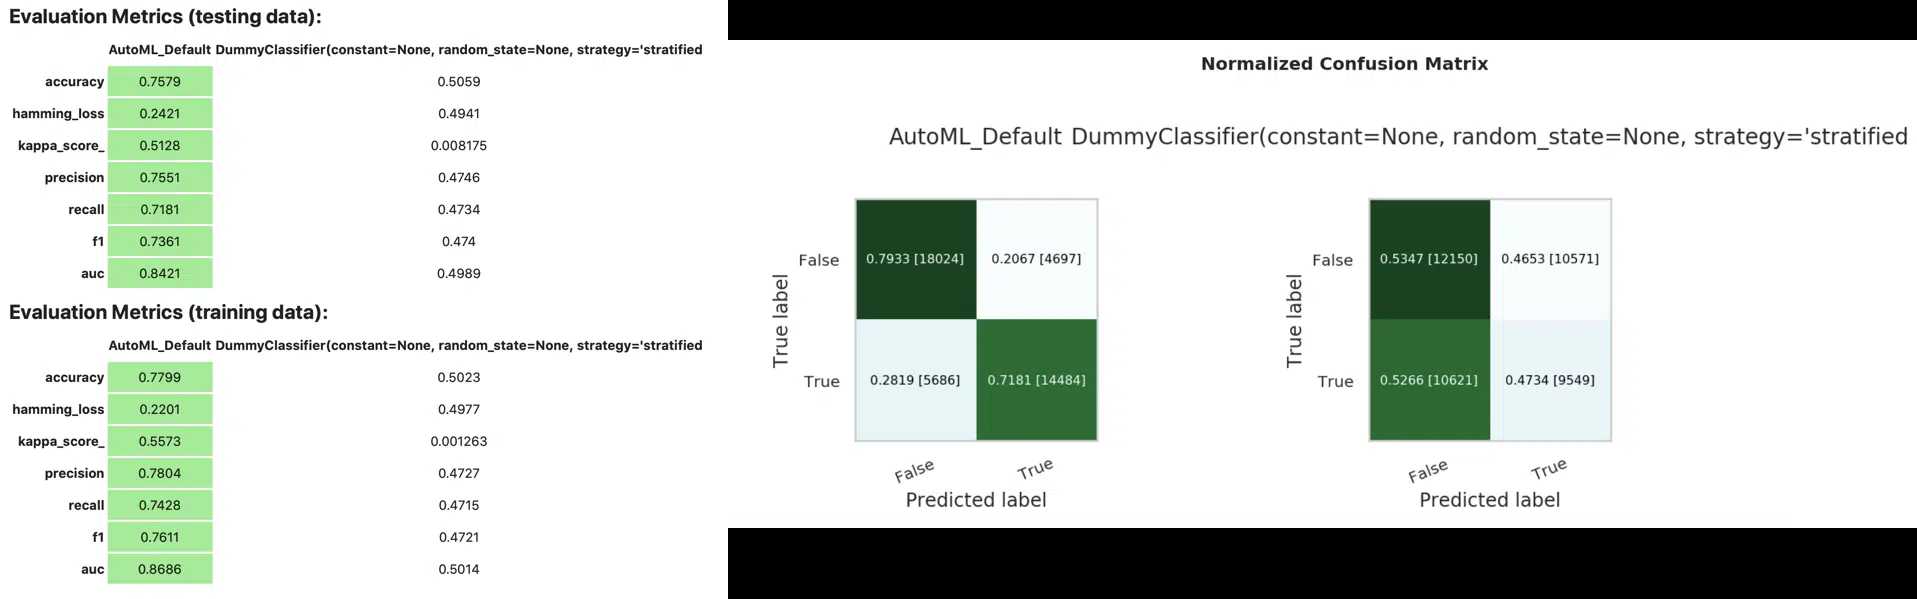 Evaluation Metrics (testing data):
AutoML_Default DummyClassifier(constant=None, random_state=None, strategy='stratified
accuracy 0.7579 0.5059
hamming_loss 0.2421 0.4941
kappa_score_ 0.5128 0.008175
precision 0.7551 0.4746
recall 0.7181 0.4734
f1 0.7361 0.474
auc 0.8421 0.4989
Evaluation Metrics (training data):
AutoML_Default DummyClassifier(constant=None, random_state=None, strategy='stratified
accuracy 0.7799 0.5023
hamming_loss 0.2201 0.4977
kappa_score_ 0.5573 0.001263
precision 0.7804 0.4727
recall 0.7428 0.4715
f1 0.7611 0.4721
auc 0.8686 0.5014
Normalized Confusion Matrix
AutoML_Default DummyClassifier(constant=None, random_state=None, strategy='stratified
True label
False 0.7933 [18024] 0.2067 [4697]
True 0.2819 [5686] 0.7181 [14484]
False True
Predicted label
True label
False 0.5347 [12150] 0.4653 [10571]
True 0.5266 [10621] 0.4734 [9549]
False True
Predicted label